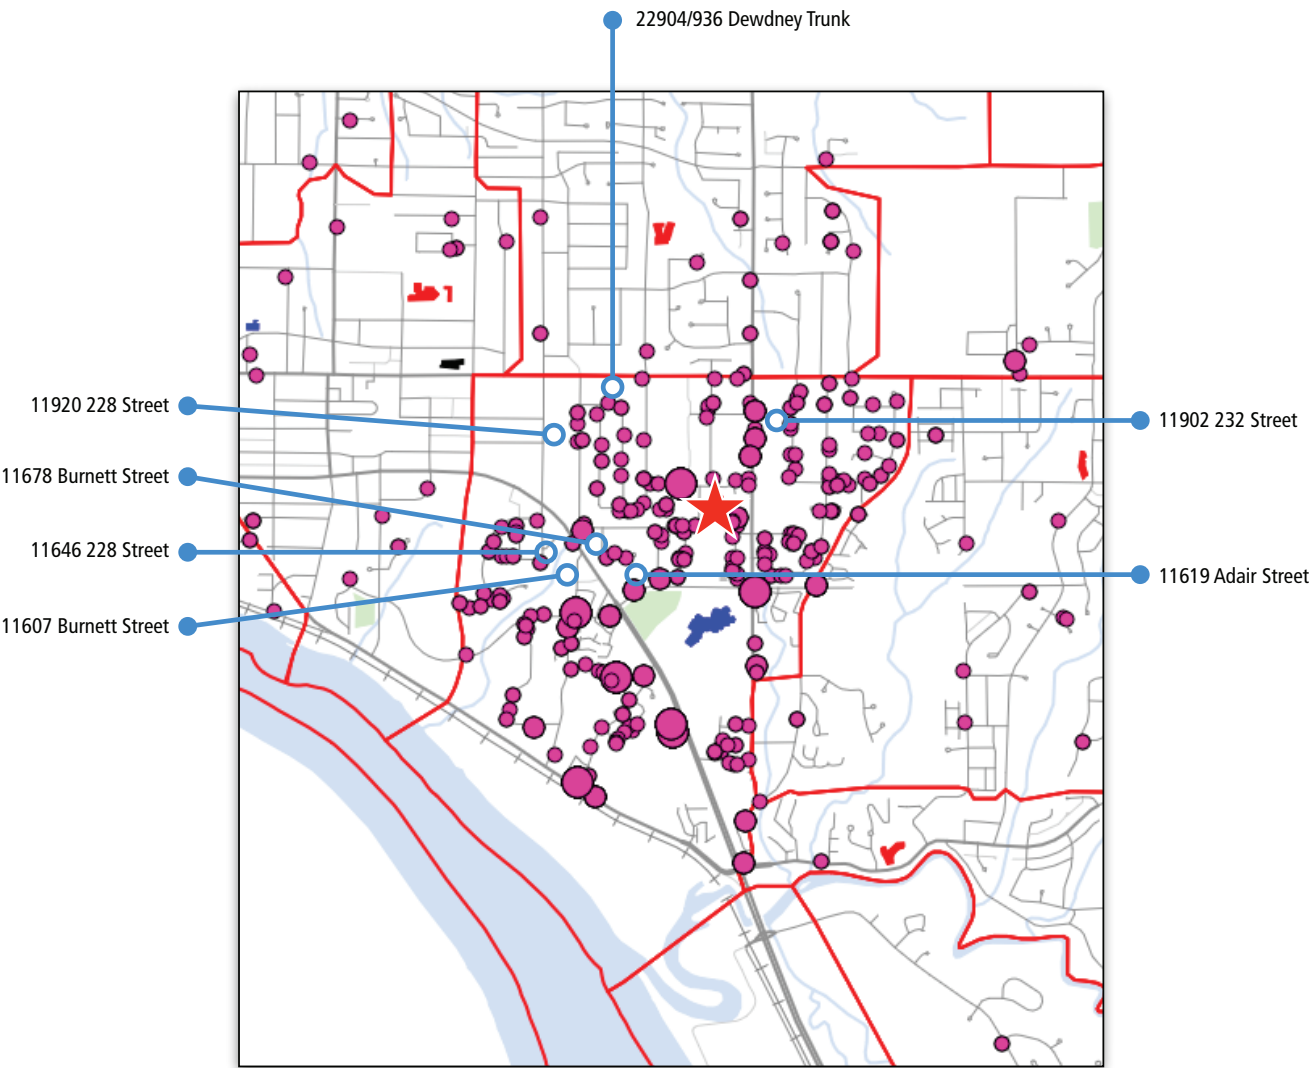 22904/936 Dewdney Trunk
11920 228 Street
11902 232 Street
11678 Burnett Street
11646 228 Street
11619 Adair Street
11607 Burnett Street